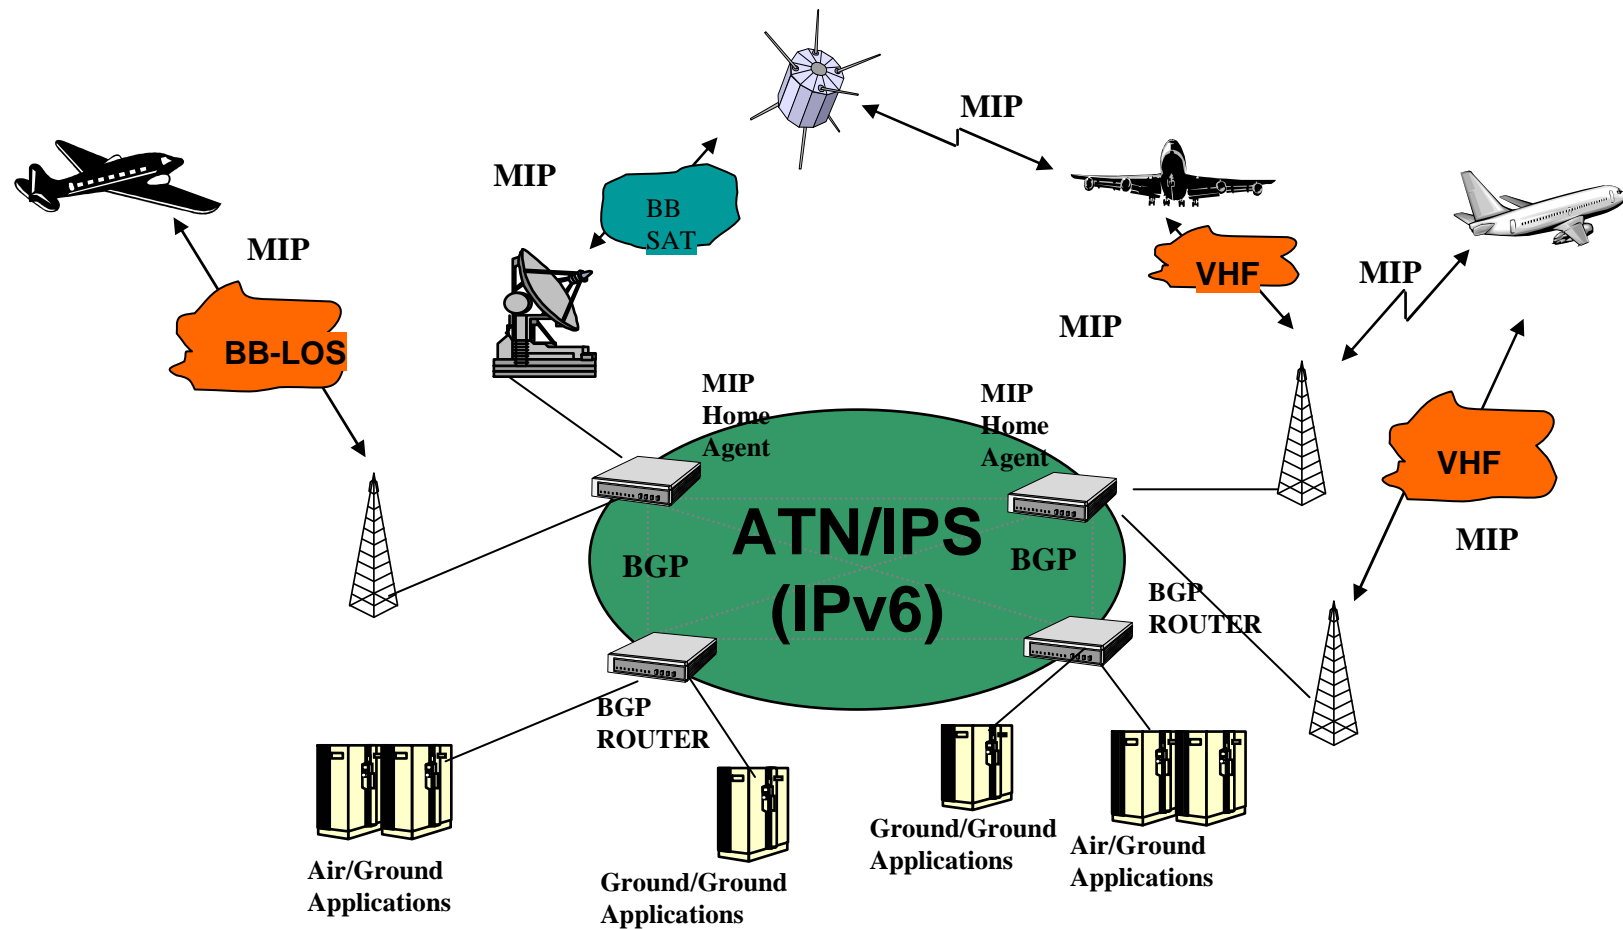 MIP
MIP
BB
SAT
MIP
VHF
MIP
BB-LOS
MIP
MIP
Home
Agent
MIP
Home
Agent
VHF
MIP
ATN/IPS
(IPv6)
BGP
BGP
BGP
ROUTER
BGP
ROUTER
Air/Ground
Applications
Ground/Ground
Applications
Ground/Ground
Applications
Air/Ground
Applications